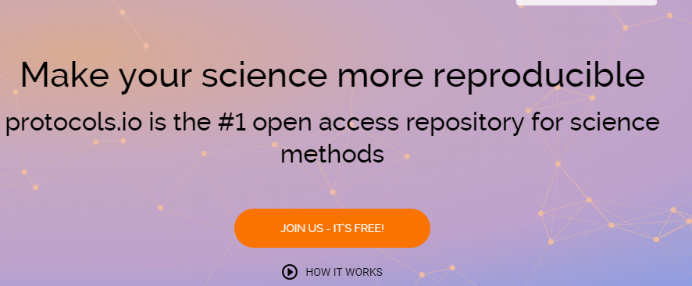 Make your science more reproducible
protocols.io is the #1 open access repository for science
methods
JOIN US - IT'S FREE!
HOW IT WORKS